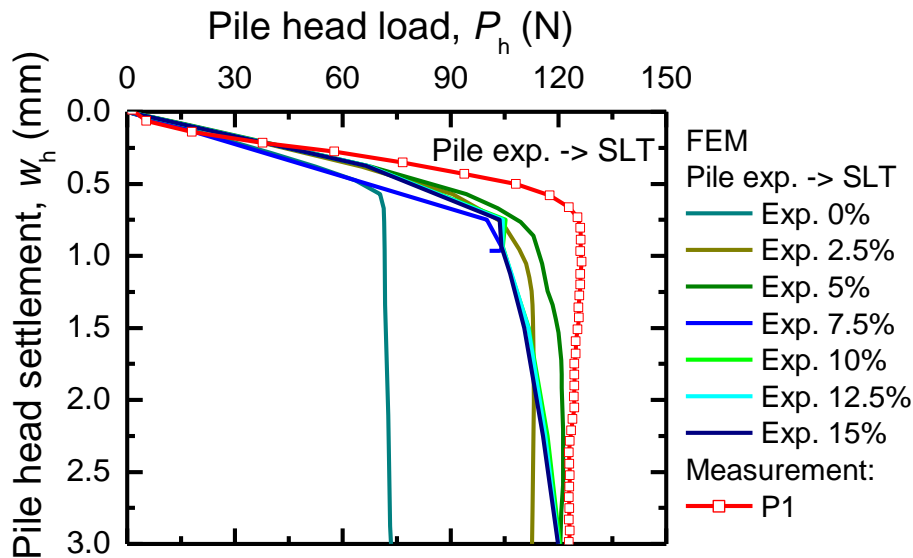 Pile head load, Ph (N)
0 30 60 90 120 150
Pile head settlement, wh (mm)
0.0
0.5
1.0
1.5
2.0
2.5
3.0
Pile exp. -> SLT
FEM
Pile exp. -> SLT
Exp. 0%
Exp. 2.5%
Exp. 5%
Exp. 7.5%
Exp. 10%
Exp. 12.5%
Exp. 15%
Measurement:
P1